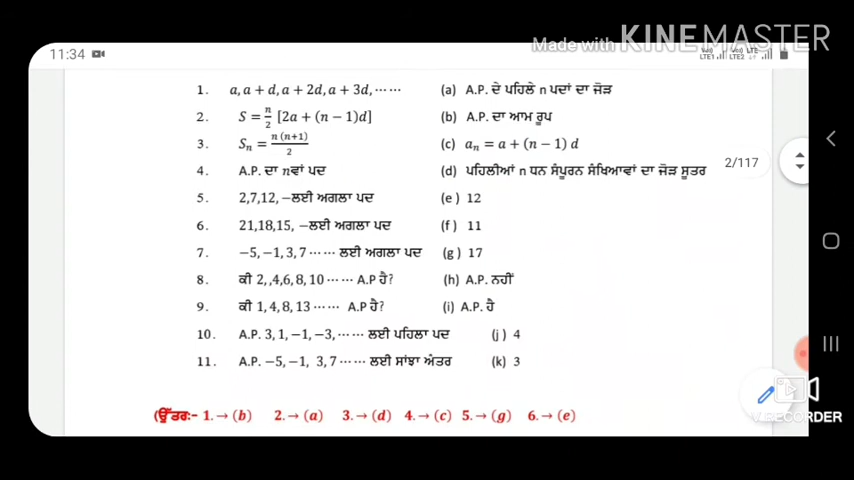 Made with KINEMASTER
11:34
LTE1 LTE2
1. a, a + d, a + 2d, a + 3d, …… (a) A.P. ਦੇ ਪਹਿਲੇ n ਪਦਾਂ ਦਾ ਜੋੜ
2. S = n/2 [2a + (n − 1)d] (b) A.P. ਦਾ ਆਮ ਰੂਪ
3. Sn = n (n+1)/2 (c) an = a + (n − 1) d
4. A.P. ਦਾ nਵਾਂ ਪਦ (d) ਪਹਿਲੀਆਂ n ਧਨ ਸੰਪੂਰਨ ਸੰਖਿਆਵਾਂ ਦਾ ਜੋੜ ਸੂਤਰ
2/117
5. 2,7,12, −ਲਈ ਅਗਲਾ ਪਦ (e) 12
6. 21,18,15, −ਲਈ ਅਗਲਾ ਪਦ (f) 11
7. −5, −1, 3, 7 …… ਲਈ ਅਗਲਾ ਪਦ (g) 17
8. ਕੀ 2,,4,6,8,10 …… A.P ਹੈ? (h) A.P. ਨਹੀਂ
9. ਕੀ 1,4,8,13 …… A.P ਹੈ? (i) A.P. ਹੈ
10. A.P. 3, 1, −1, −3, …… ਲਈ ਪਹਿਲਾ ਪਦ (j) 4
11. A.P. −5, −1, 3, 7 …… ਲਈ ਸਾਂਝਾ ਅੰਤਰ (k) 3
(ਉੱਤਰ:- 1. → (b) 2. → (a) 3. → (d) 4. → (c) 5. → (g) 6. → (e)